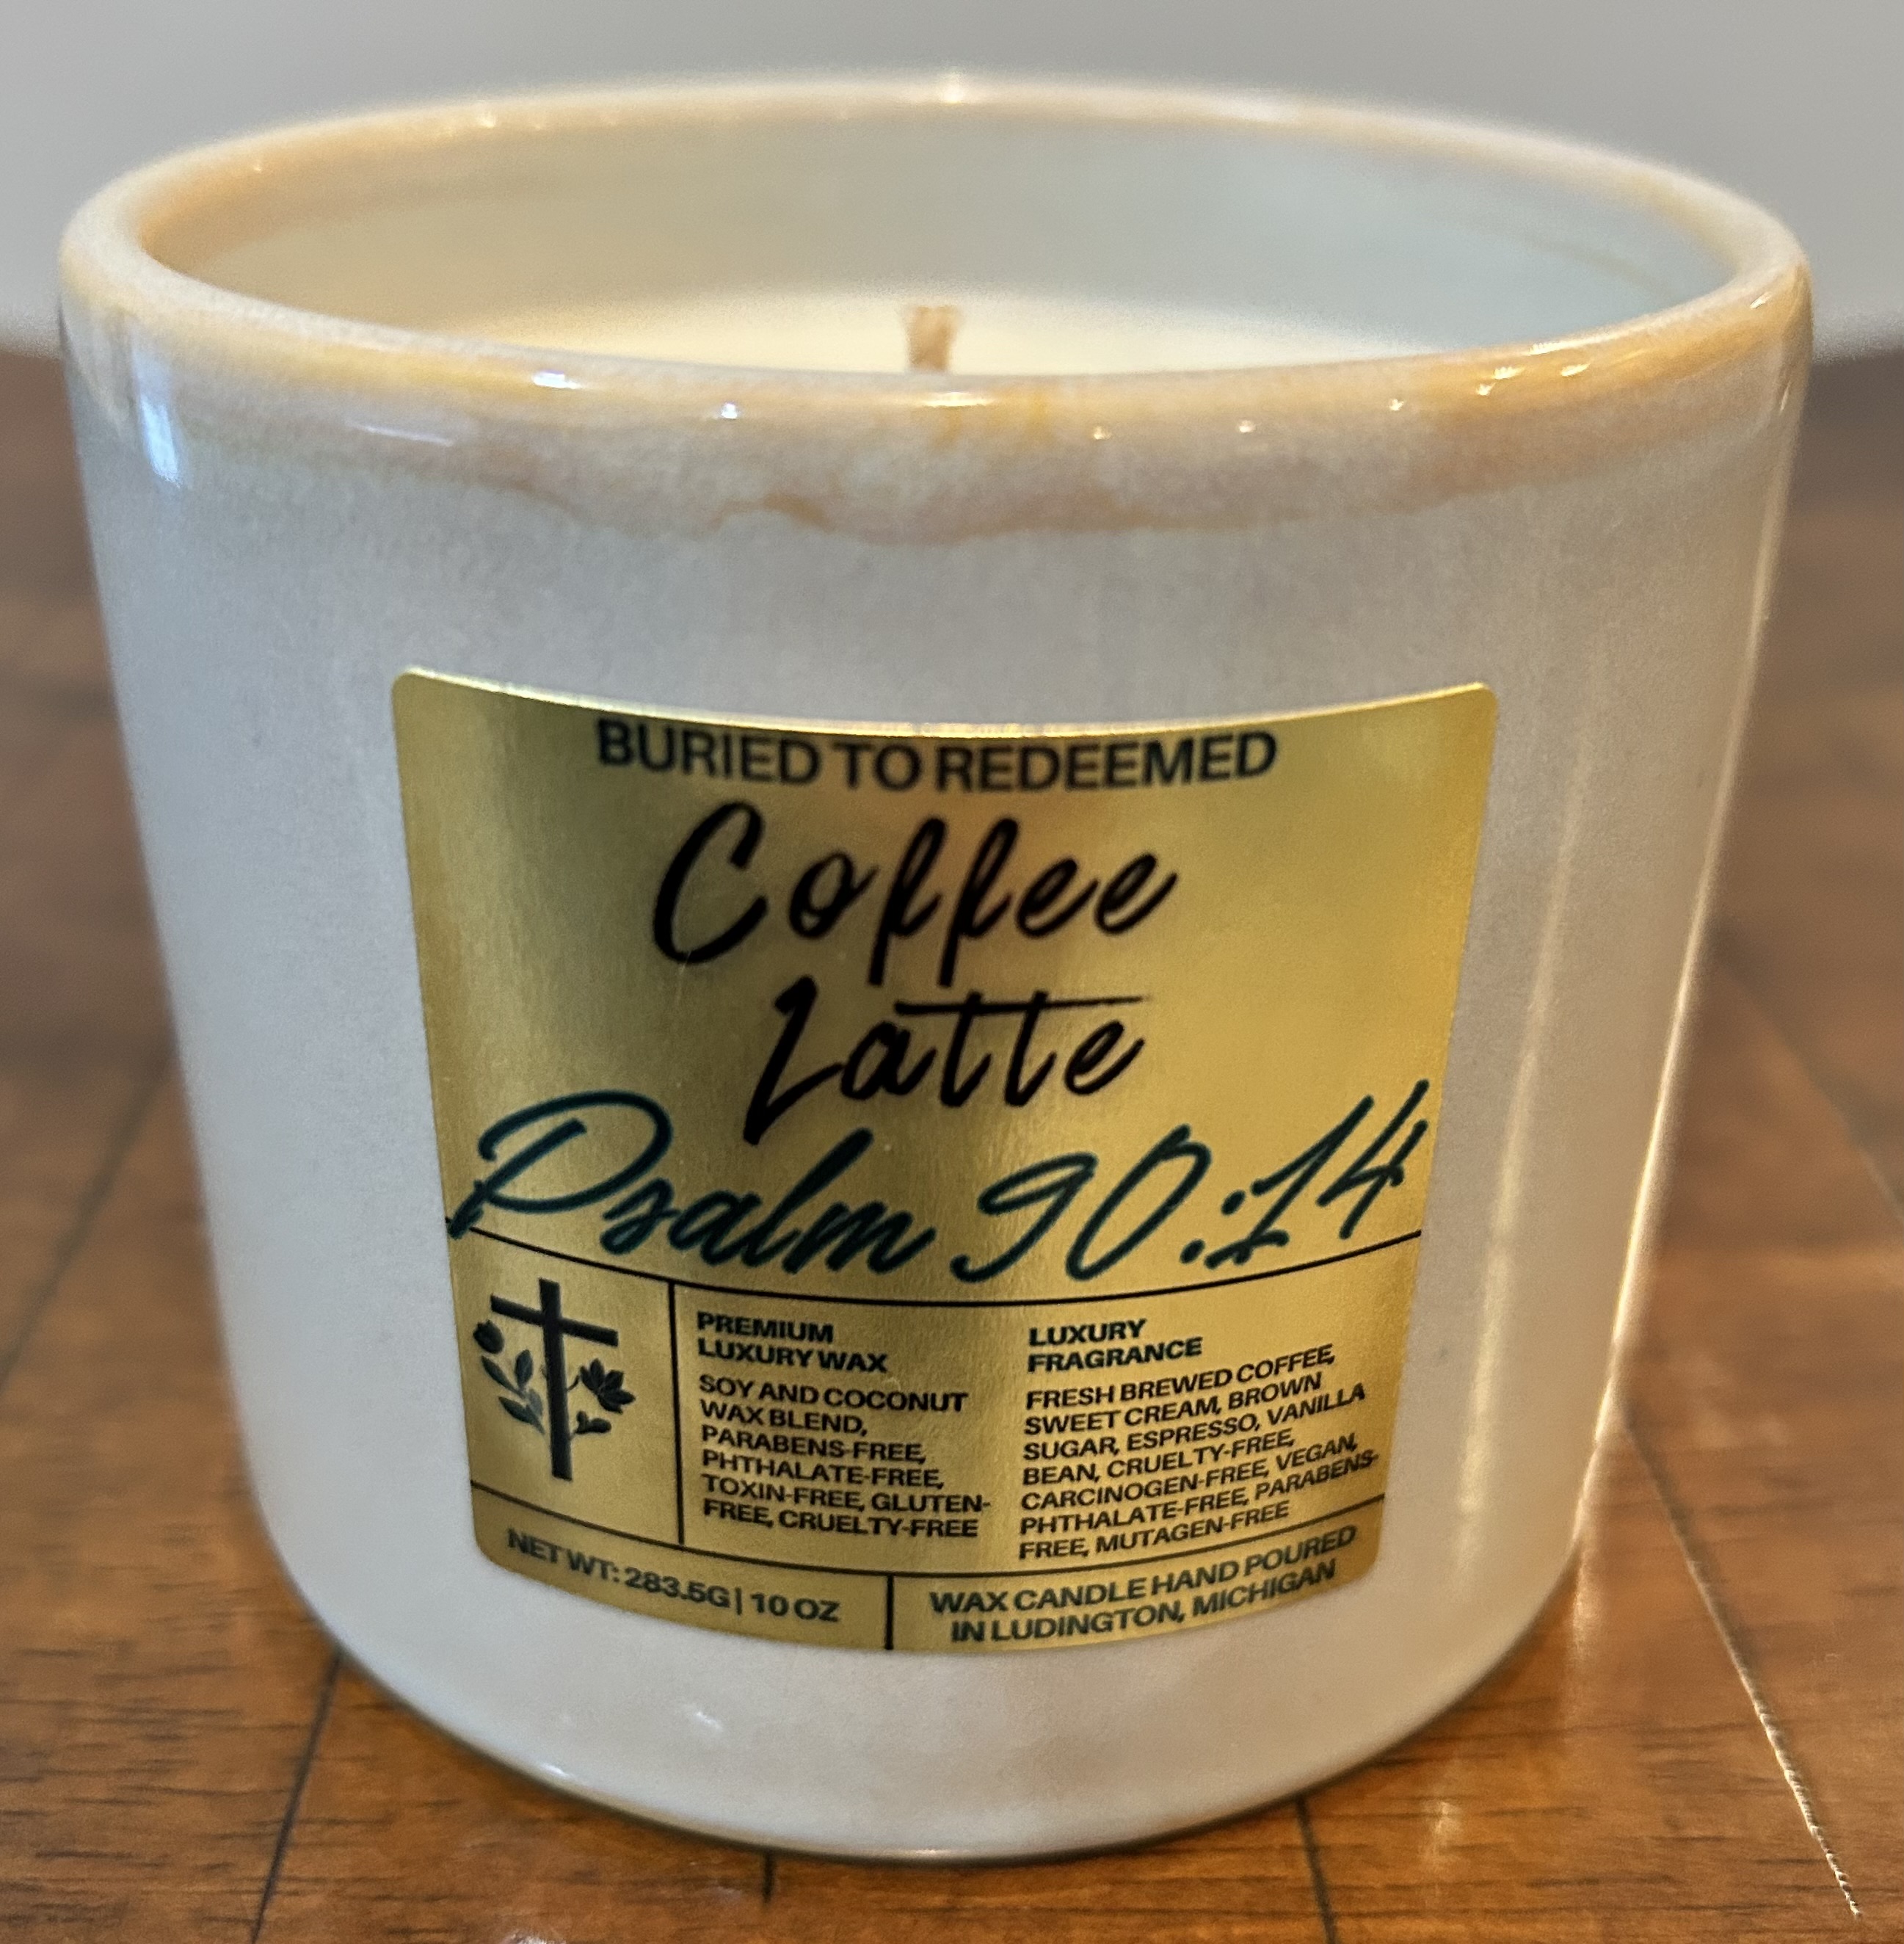 BURIED TO REDEEMED
Coffee
Latte
Psalm 90:14
PREMIUM
LUXURY WAX
SOY AND COCONUT
WAX BLEND,
PARABENS-FREE,
PHTHALATE-FREE,
TOXIN-FREE, GLUTEN-
FREE, CRUELTY-FREE
LUXURY
FRAGRANCE
FRESH BREWED COFFEE,
SWEET CREAM, BROWN
SUGAR, ESPRESSO, VANILLA
BEAN, CRUELTY-FREE,
CARCINOGEN-FREE, VEGAN,
PHTHALATE-FREE, PARABENS-
FREE, MUTAGEN-FREE
NET WT: 283.5G | 10 OZ
WAX CANDLE HAND POURED
IN LUDINGTON, MICHIGAN